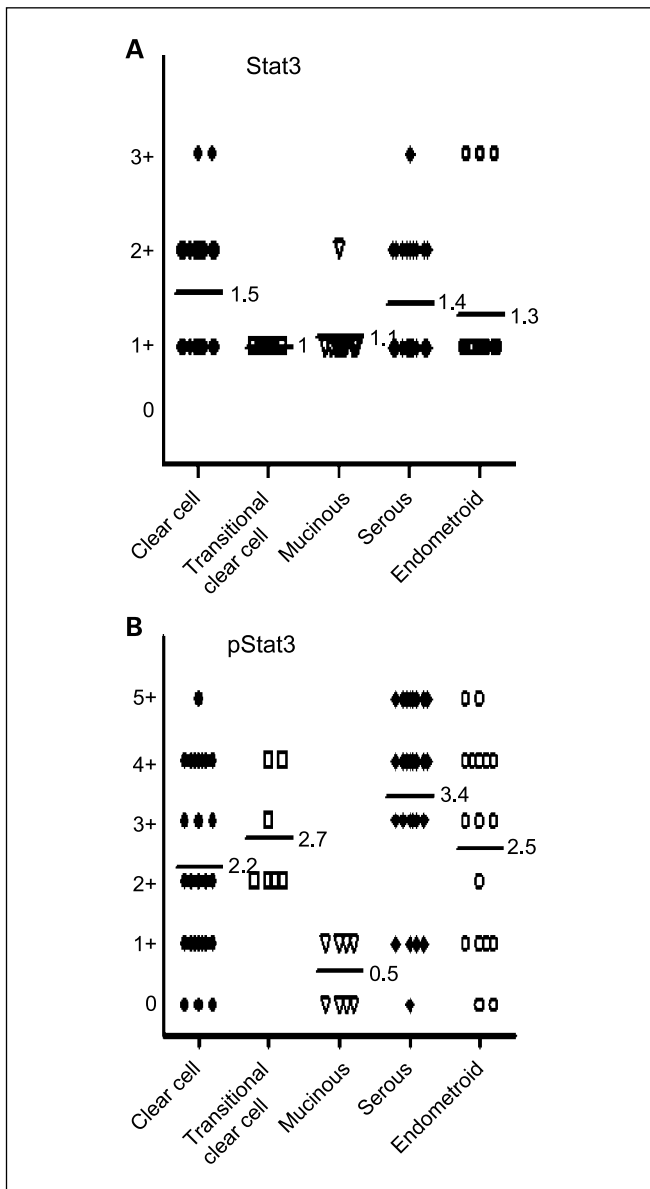 A
Stat3
3+
2+
1.5
1.4
1.3
1+
1
1.1
0
Clear cell
Transitional
clear cell
Mucinous
Serous
Endometroid
B
pStat3
5+
4+
3.4
3+
2.7
2.5
2.2
2+
1+
0.5
0
Clear cell
Transitional
clear cell
Mucinous
Serous
Endometroid